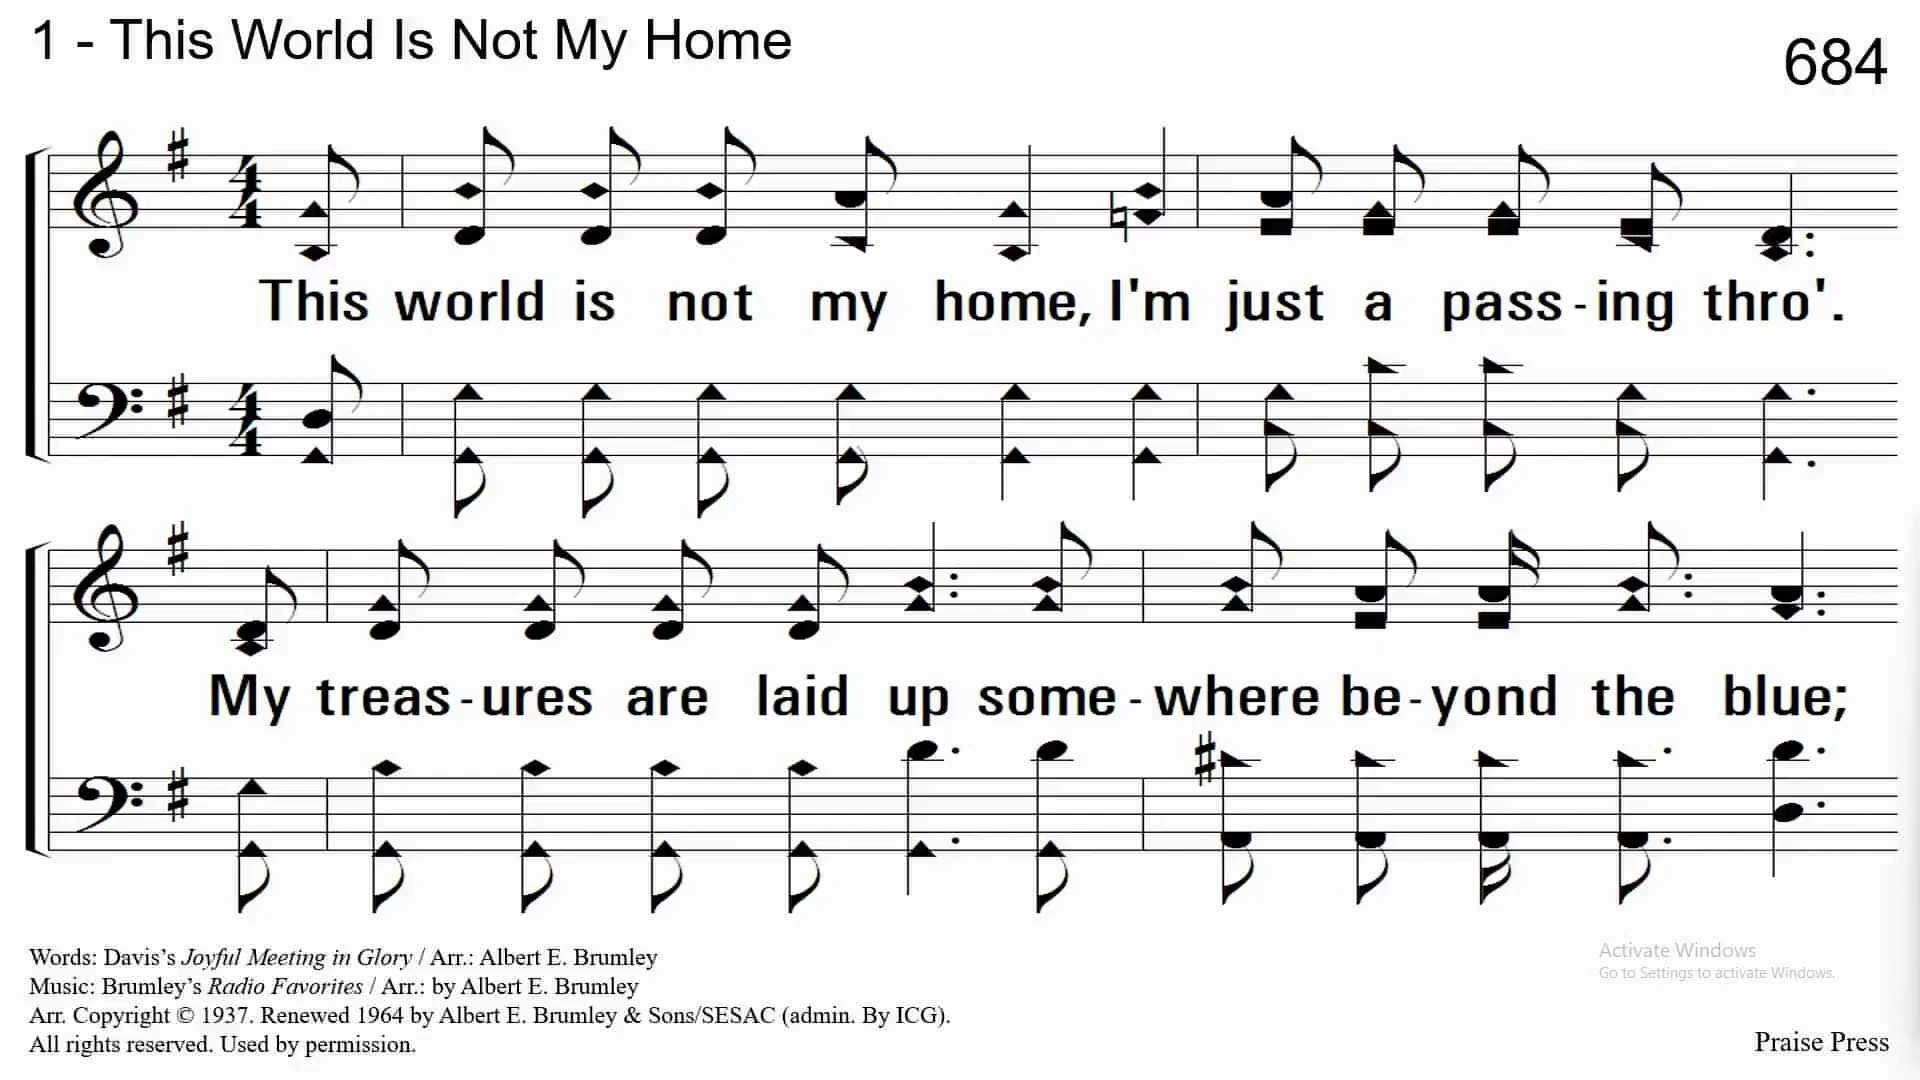 1 - This World Is Not My Home
684
This world is not my home, I'm just a pass-ing thro'.
My treas-ures are laid up some-where be-yond the blue;
Words: Davis’s Joyful Meeting in Glory / Arr.: Albert E. Brumley
Music: Brumley’s Radio Favorites / Arr.: by Albert E. Brumley
Arr. Copyright © 1937. Renewed 1964 by Albert E. Brumley & Sons/SESAC (admin. By ICG).
All rights reserved. Used by permission.
Activate Windows
Go to Settings to activate Windows.
Praise Press